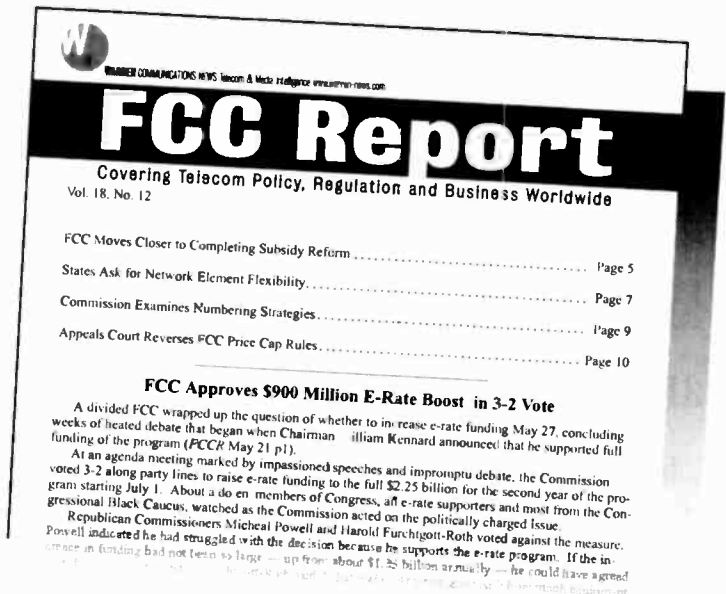 W
WARREN COMMUNICATIONS NEWS Telecom & Media Intelligence www.warren-news.com
FCC Report
Covering Telecom Policy, Regulation and Business Worldwide
Vol. 18, No. 12
FCC Moves Closer to Completing Subsidy Reform ........ Page 5
States Ask for Network Element Flexibility ........ Page 7
Commission Examines Numbering Strategies ........ Page 9
Appeals Court Reverses FCC Price Cap Rules ........ Page 10
FCC Approves $900 Million E-Rate Boost in 3-2 Vote
A divided FCC wrapped up the question of whether to increase e-rate funding May 27, concluding
weeks of heated debate that began when Chairman illiam Kennard announced that he supported full
funding of the program (FCCR May 21 p1).
At an agenda meeting marked by impassioned speeches and impromptu debate, the Commission
voted 3-2 along party lines to raise e-rate funding to the full $2.25 billion for the second year of the pro-
gram starting July 1. About a do en members of Congress, all e-rate supporters and most from the Con-
gressional Black Caucus, watched as the Commission acted on the politically charged issue.
Republican Commissioners Micheal Powell and Harold Furchtgott-Roth voted against the measure.
Powell indicated he had struggled with the decision because he supports the e-rate program. If the in-
crease in funding had not been so large — up from about $1.35 billion annually — he could have agreed